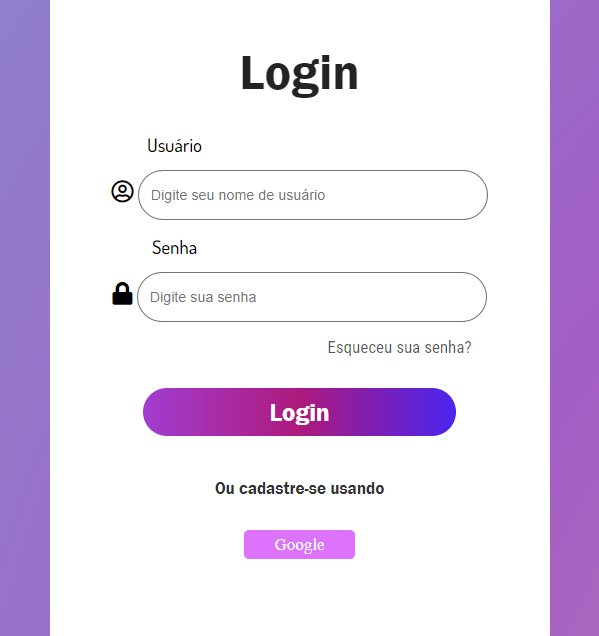 Login
Usuário
Digite seu nome de usuário
Senha
Digite sua senha
Esqueceu sua senha?
Login
Ou cadastre-se usando
Google